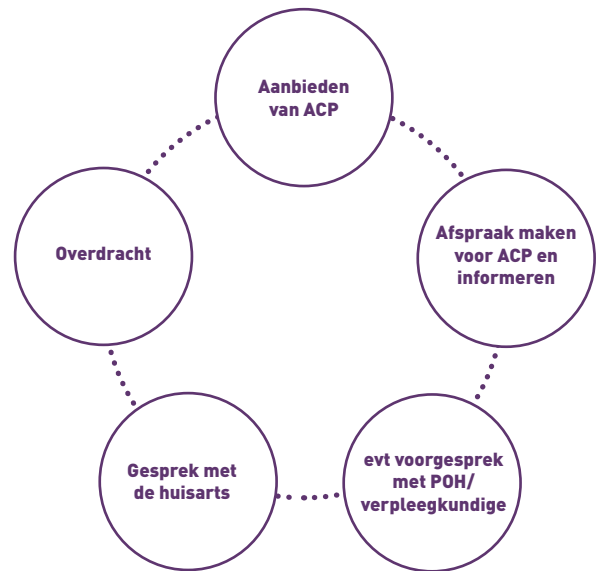 Aanbieden
van ACP
Afspraak maken
voor ACP en
informeren
evt voorgesprek
met POH/
verpleegkundige
Gesprek met
de huisarts
Overdracht